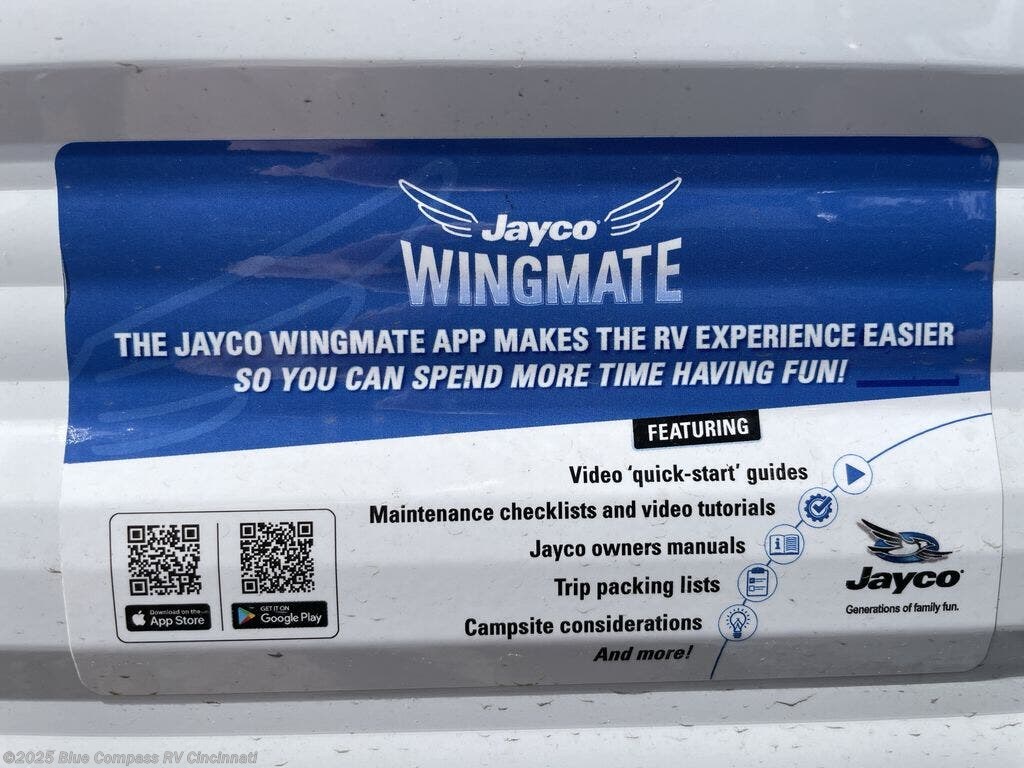 Jayco
WINGMATE
THE JAYCO WINGMATE APP MAKES THE RV EXPERIENCE EASIER
SO YOU CAN SPEND MORE TIME HAVING FUN!
FEATURING
Video 'quick-start' guides
Maintenance checklists and video tutorials
Jayco owners manuals
Trip packing lists
Campsite considerations
And more!
Download on the
App Store
GET IT ON
Google Play
Jayco
Generations of family fun.
©2025 Blue Compass RV Cincinnati